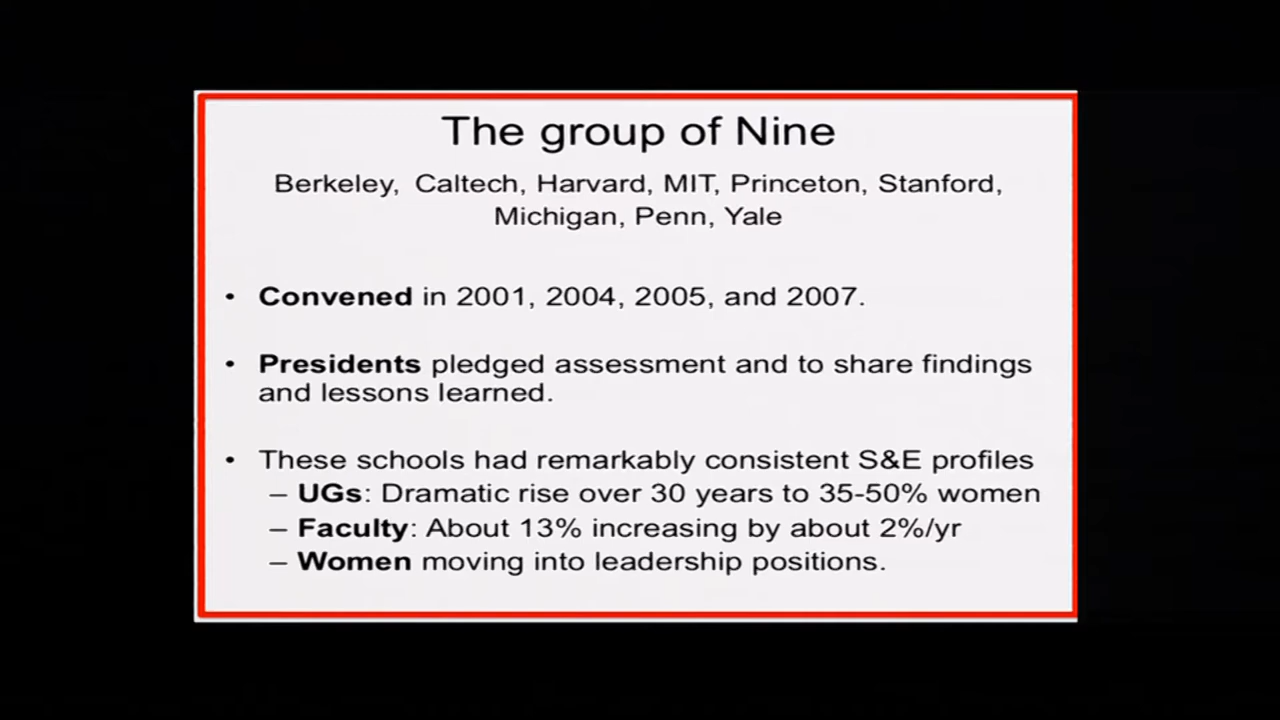 The group of Nine
Berkeley, Caltech, Harvard, MIT, Princeton, Stanford,
Michigan, Penn, Yale
• Convened in 2001, 2004, 2005, and 2007.
• Presidents pledged assessment and to share findings
and lessons learned.
• These schools had remarkably consistent S&E profiles
– UGs: Dramatic rise over 30 years to 35-50% women
– Faculty: About 13% increasing by about 2%/yr
– Women moving into leadership positions.